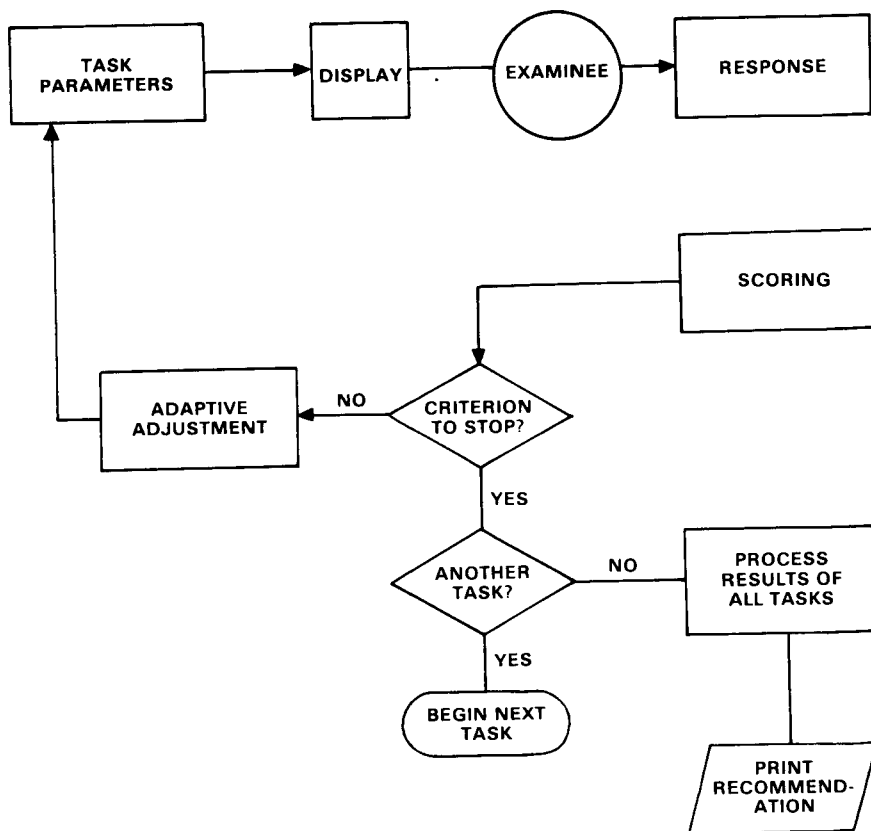 TASK
PARAMETERS
DISPLAY
EXAMINEE
RESPONSE
SCORING
CRITERION
TO STOP?
NO
ADAPTIVE
ADJUSTMENT
YES
ANOTHER
TASK?
NO
PROCESS
RESULTS OF
ALL TASKS
YES
BEGIN NEXT
TASK
PRINT
RECOMMEND-
ATION